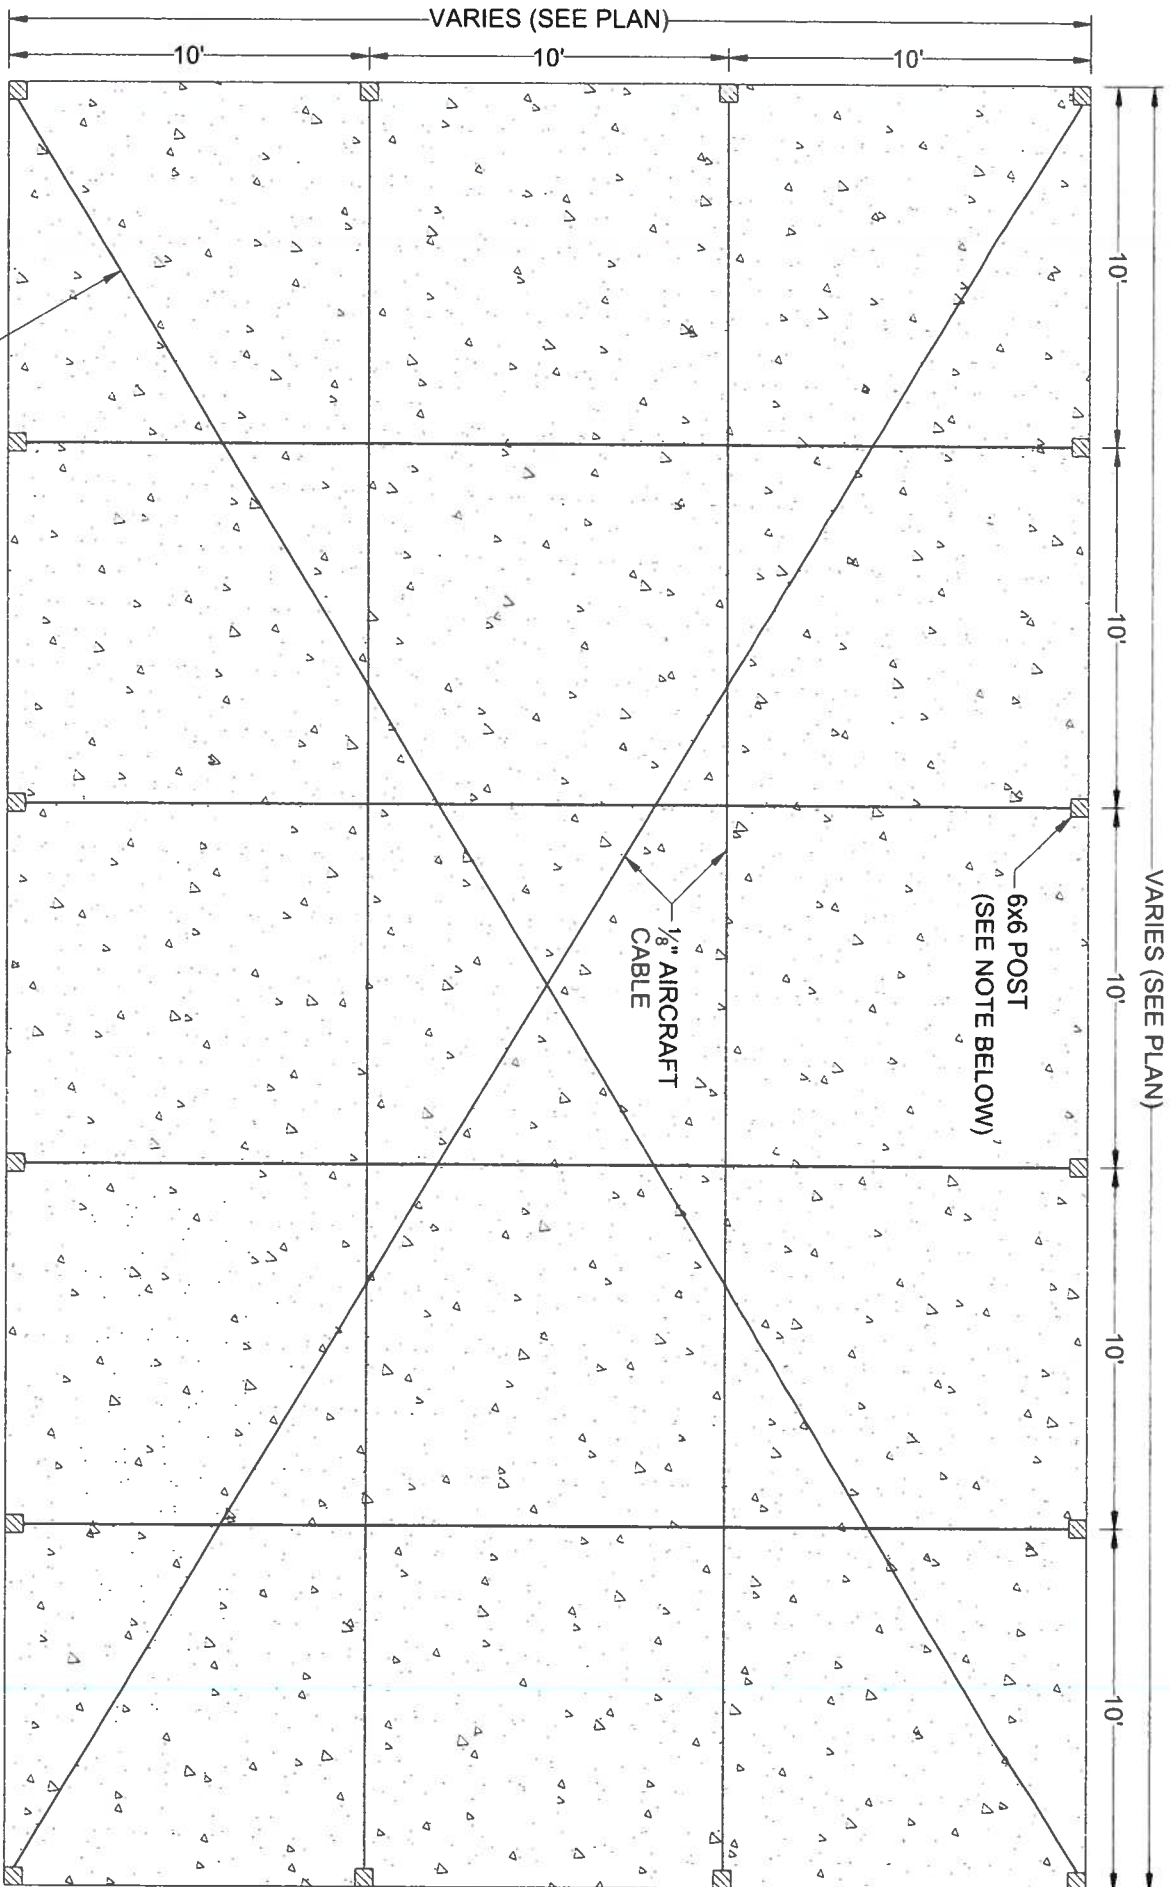 VARIES (SEE PLAN)
10'
10'
10'
VARIES (SEE PLAN)
10'
10'
10'
10'
10'
6x6 POST
(SEE NOTE BELOW)
1/8" AIRCRAFT
CABLE